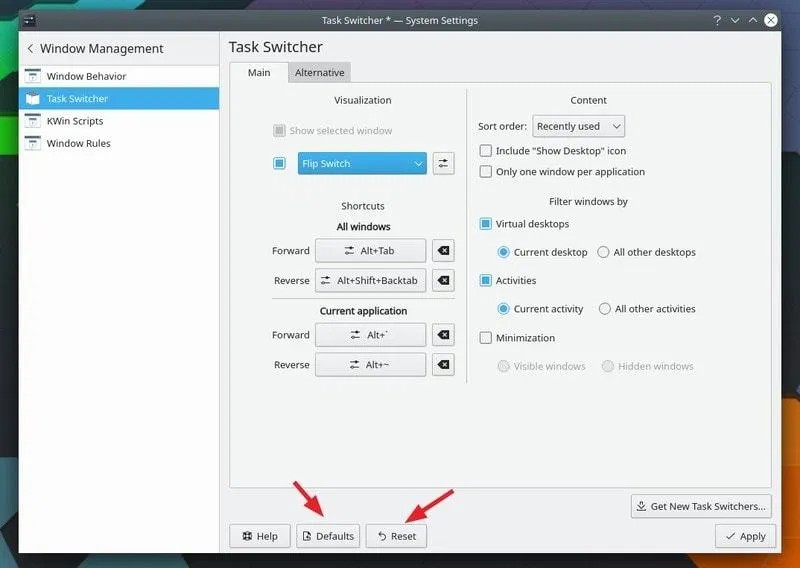 Task Switcher * — System Settings
?
Window Management
Task Switcher
Window Behavior
Task Switcher
KWin Scripts
Window Rules
Main
Alternative
Visualization
Show selected window
Flip Switch
Shortcuts
All windows
Forward
Alt+Tab
Reverse
Alt+Shift+Backtab
Current application
Forward
Alt+`
Reverse
Alt+~
Content
Sort order:
Recently used
Include "Show Desktop" icon
Only one window per application
Filter windows by
Virtual desktops
Current desktop
All other desktops
Activities
Current activity
All other activities
Minimization
Visible windows
Hidden windows
Get New Task Switchers...
Help
Defaults
Reset
Apply